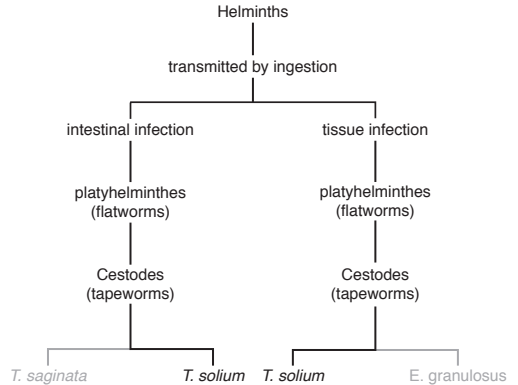 Helminths
transmitted by ingestion
intestinal infection
tissue infection
platyhelminthes
(flatworms)
platyhelminthes
(flatworms)
Cestodes
(tapeworms)
Cestodes
(tapeworms)
T. saginata
T. solium
T. solium
E. granulosus